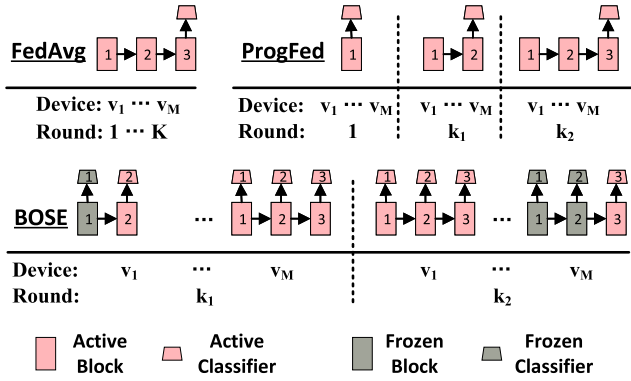 FedAvg 1 2 3
Device: v1 ··· vM
Round: 1 ··· K
ProgFed 1 1 2 1 2 3
Device: v1 ··· vM v1 ··· vM v1 ··· vM
Round: 1 k1 k2
1 2 1 2 3 1 2 3 1 2 3
BOSE 1 2 ··· 1 2 3 1 2 3 ··· 1 2 3
Device: v1 ··· vM v1 ··· vM
Round: k1 k2
Active Block
Active Classifier
Frozen Block
Frozen Classifier